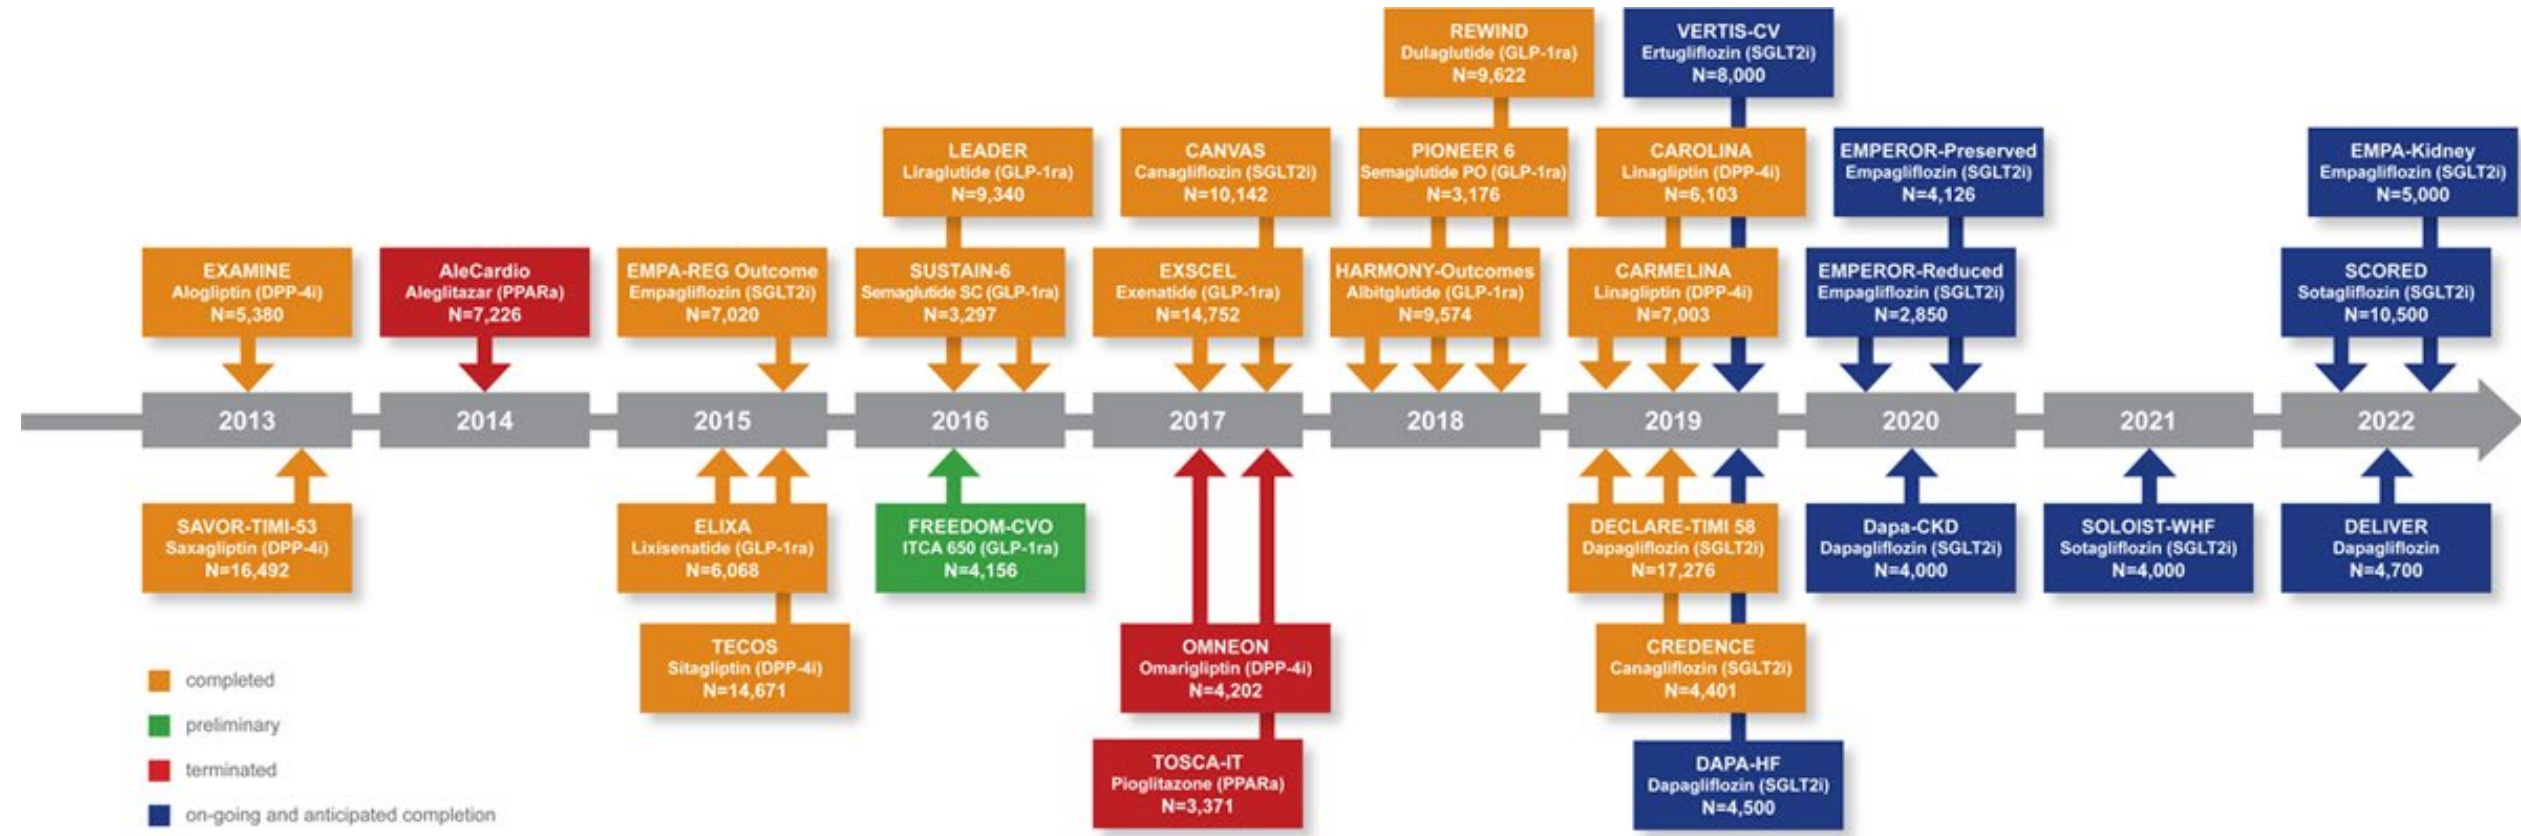 REWIND
Dulaglutide (GLP-1ra)
N=9,622
VERTIS-CV
Ertugliflozin (SGLT2i)
N=8,000
LEADER
Liraglutide (GLP-1ra)
N=9,340
CANVAS
Canagliflozin (SGLT2i)
N=10,142
PIONEER 6
Semaglutide PO (GLP-1ra)
N=3,176
CAROLINA
Linagliptin (DPP-4i)
N=6,103
EMPEROR-Preserved
Empagliflozin (SGLT2i)
N=4,126
EMPA-Kidney
Empagliflozin (SGLT2i)
N=5,000
EXAMINE
Alogliptin (DPP-4i)
N=5,380
AleCardio
Aleglitazar (PPARa)
N=7,226
EMPA-REG Outcome
Empagliflozin (SGLT2i)
N=7,020
SUSTAIN-6
Semaglutide SC (GLP-1ra)
N=3,297
EXSCEL
Exenatide (GLP-1ra)
N=14,752
HARMONY-Outcomes
Albitglutide (GLP-1ra)
N=9,574
CARMELINA
Linagliptin (DPP-4i)
N=7,003
EMPEROR-Reduced
Empagliflozin (SGLT2i)
N=2,850
SCORED
Sotagliflozin (SGLT2i)
N=10,500
2013
2014
2015
2016
2017
2018
2019
2020
2021
2022
SAVOR-TIMI-53
Saxagliptin (DPP-4i)
N=16,492
ELIXA
Lixisenatide (GLP-1ra)
N=6,068
FREEDOM-CVO
ITCA 650 (GLP-1ra)
N=4,156
DECLARE-TIMI 58
Dapagliflozin (SGLT2i)
N=17,276
Dapa-CKD
Dapagliflozin (SGLT2i)
N=4,000
SOLOIST-WHF
Sotagliflozin (SGLT2i)
N=4,000
DELIVER
Dapagliflozin
N=4,700
TECOS
Sitagliptin (DPP-4i)
N=14,671
OMNEON
Omarigliptin (DPP-4i)
N=4,202
CREDENCE
Canagliflozin (SGLT2i)
N=4,401
TOSCA-IT
Pioglitazone (PPARa)
N=3,371
DAPA-HF
Dapagliflozin (SGLT2i)
N=4,500
completed
preliminary
terminated
on-going and anticipated completion